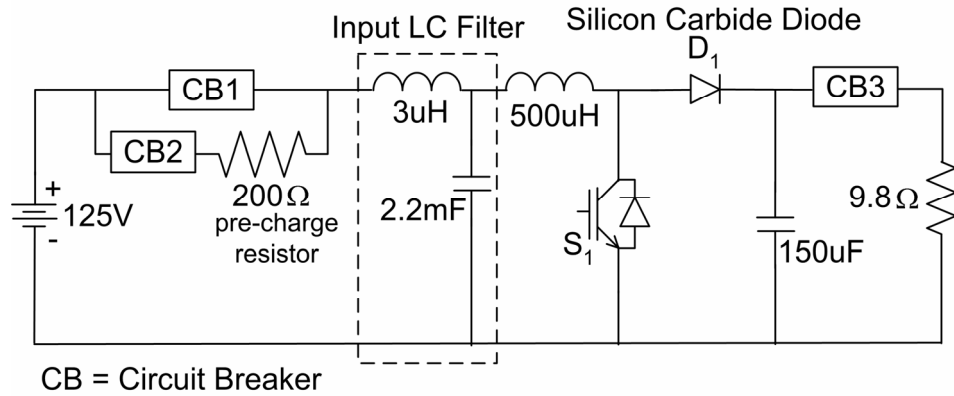 Input LC Filter
Silicon Carbide Diode
D1
CB1
3uH
500uH
CB3
CB2
200Ω
pre-charge
resistor
+
125V
-
2.2mF
S1
150uF
9.8Ω
CB = Circuit Breaker